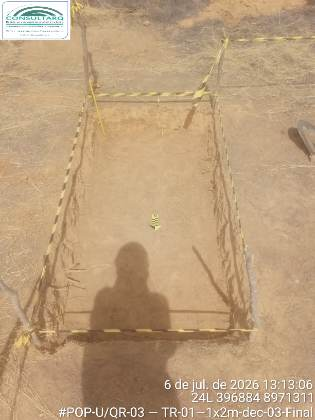 CONSULTARQ
6 de jul. de 2026 13:13:06
24L 396884 8971311
#POP-U/QR-03 – TR-01–1x2m-dec-03-Final